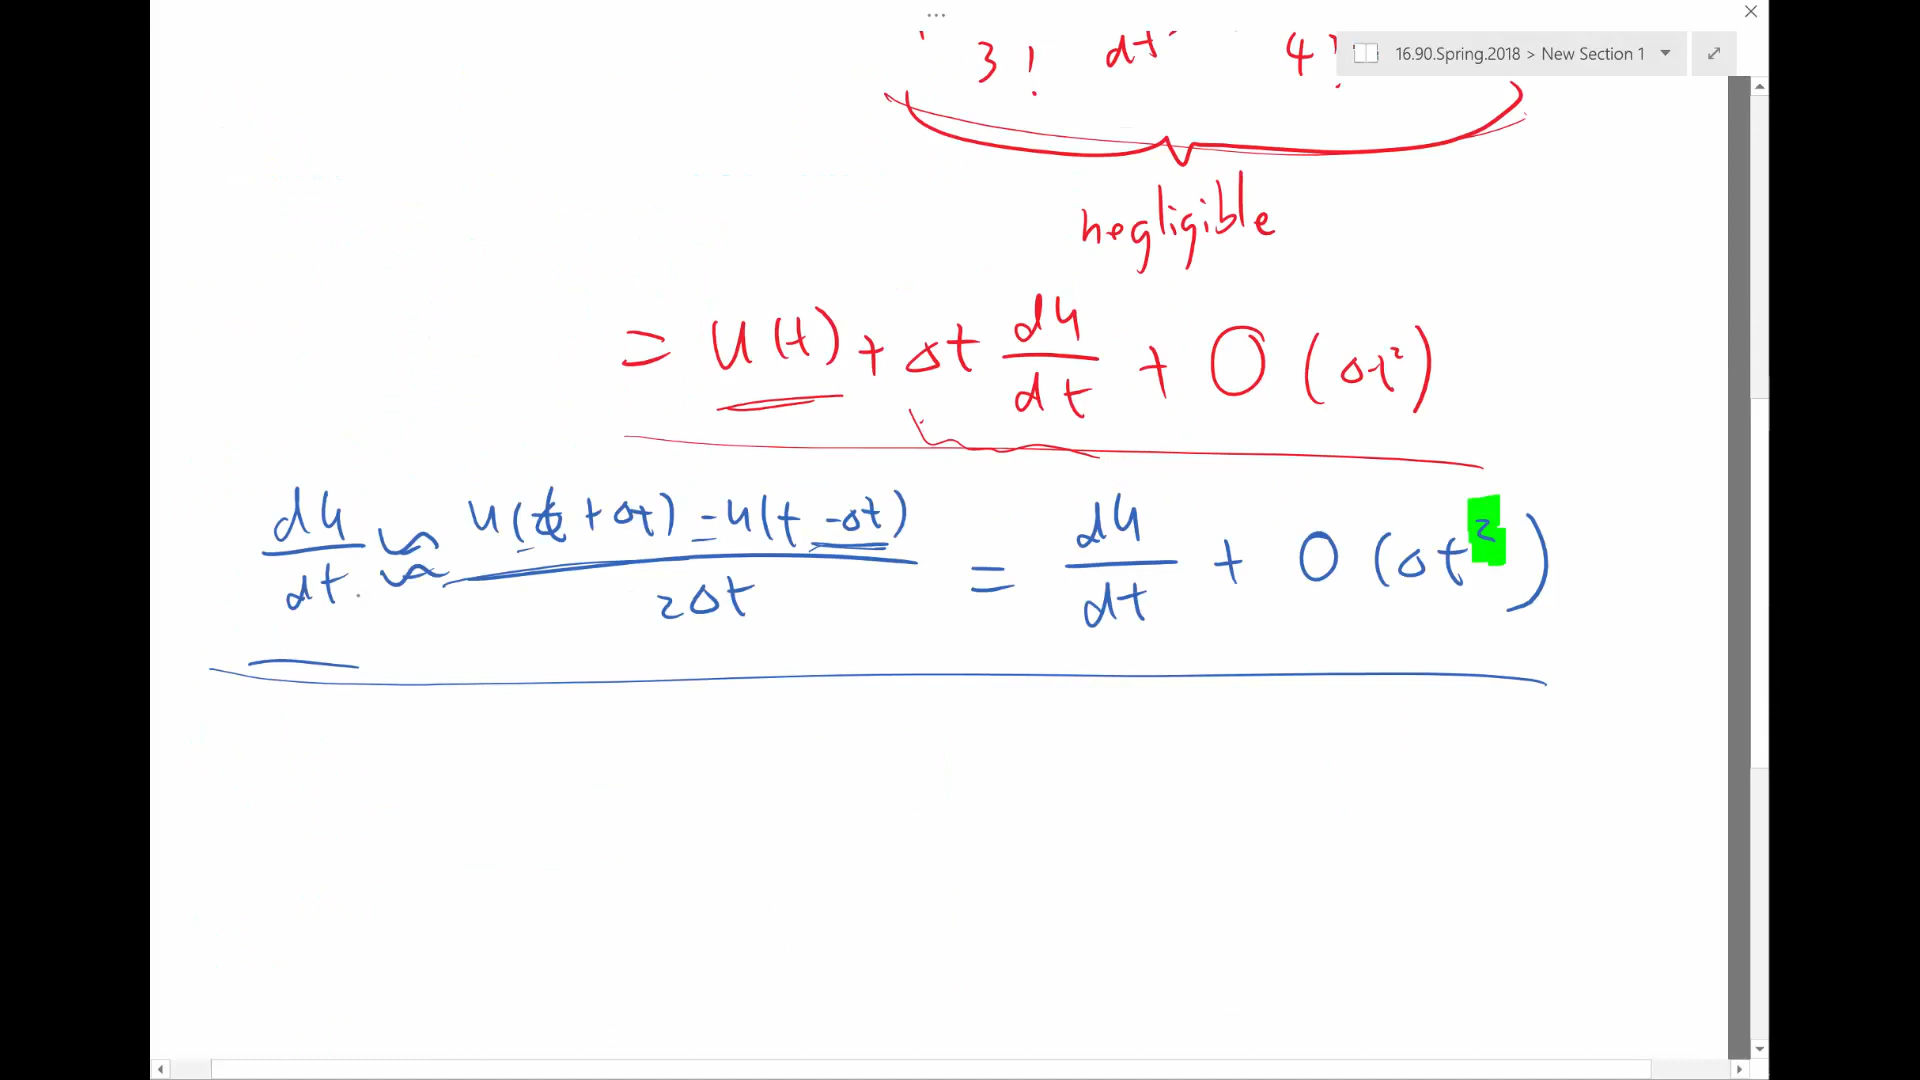 ...
16.90.Spring.2018 > New Section 1
3! dt 4!
negligible
= u(t) + Δt du/dt + O(Δt²)
du/dt ≈ (u(t + Δt) - u(t - Δt))/2Δt = du/dt + O(Δt²)